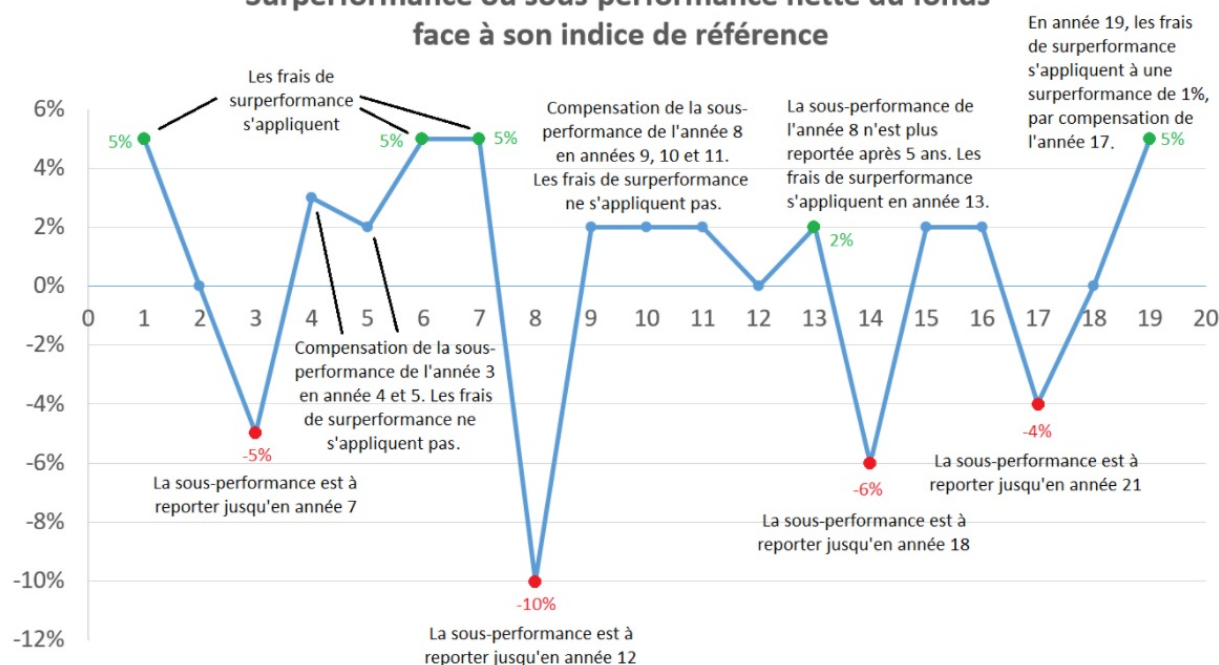 Surperformance ou sous-performance nette du fonds
face à son indice de référence
En année 19, les frais
de surperformance
s'appliquent à une
surperformance de 1%,
par compensation de
l'année 17.
Les frais de
surperformance
s'appliquent
Compensation de la sous-
performance de l'année 8
en années 9, 10 et 11.
Les frais de surperformance
ne s'appliquent pas.
La sous-performance de
l'année 8 n'est plus
reportée après 5 ans. Les
frais de surperformance
s'appliquent en année 13.
6%
4%
2%
0%
-2%
-4%
-6%
-8%
-10%
-12%
5%
5%
5%
2%
5%
0 1 2 3 4 5 6 7 8 9 10 11 12 13 14 15 16 17 18 19 20
Compensation de la sous-
performance de l'année 3
en année 4 et 5. Les frais
de surperformance ne
s'appliquent pas.
-5%
La sous-performance est à
reporter jusqu'en année 7
-10%
La sous-performance est à
reporter jusqu'en année 12
-6%
La sous-performance est à
reporter jusqu'en année 18
-4%
La sous-performance est à
reporter jusqu'en année 21